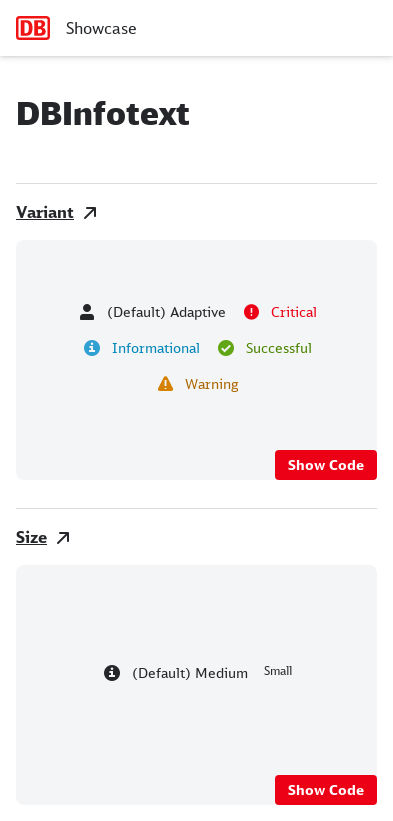 DB Showcase
DBInfotext
Variant
(Default) Adaptive Critical
Informational Successful
Warning
Show Code
Size
(Default) Medium Small
Show Code